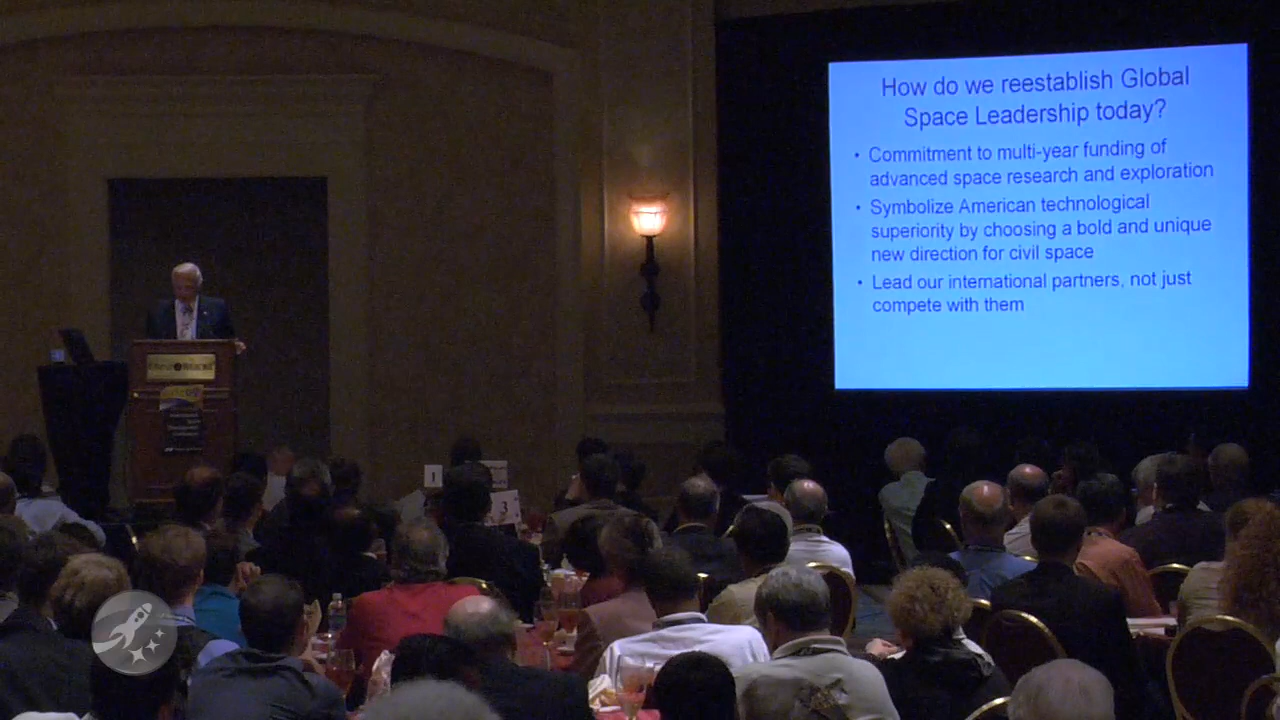 How do we reestablish Global
Space Leadership today?
• Commitment to multi-year funding of
advanced space research and exploration
• Symbolize American technological
superiority by choosing a bold and unique
new direction for civil space
• Lead our international partners, not just
compete with them
1
3